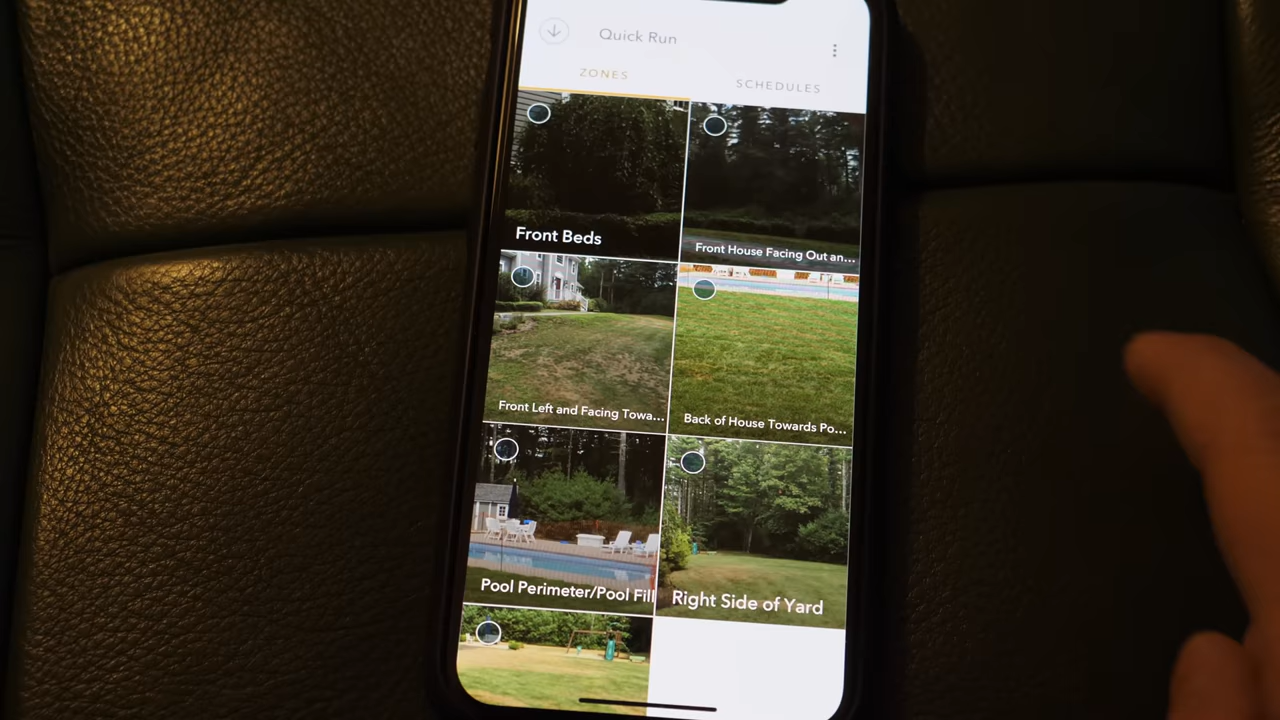 Quick Run
ZONES
SCHEDULES
Front Beds
Front House Facing Out an...
Front Left and Facing Towa...
Back of House Towards Po...
Pool Perimeter/Pool Fill
Right Side of Yard